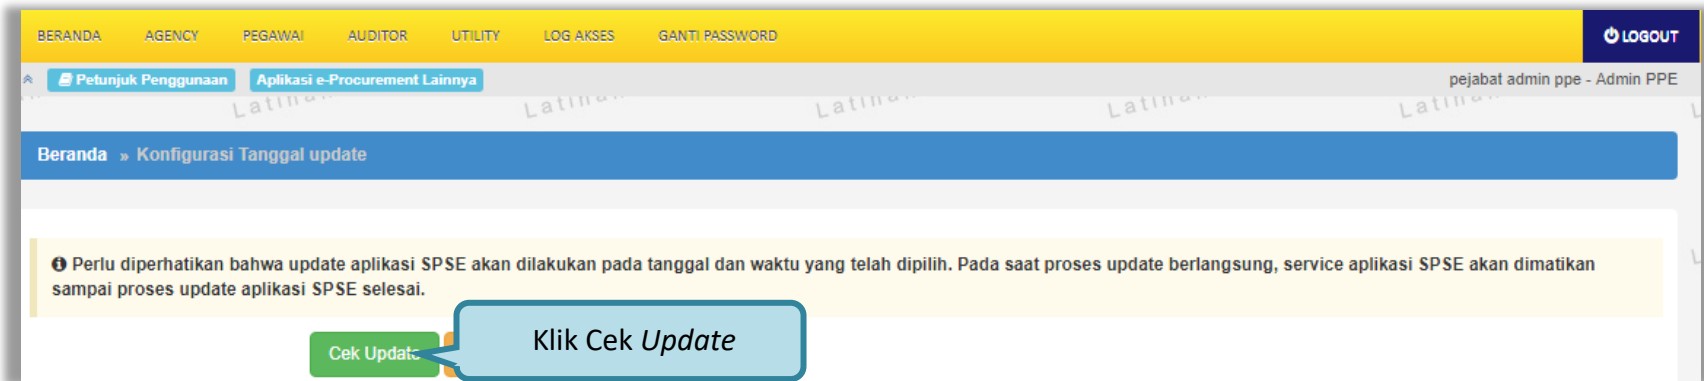 BERANDA AGENCY PEGAWAI AUDITOR UTILITY LOG AKSES GANTI PASSWORD LOGOUT
Petunjuk Penggunaan Aplikasi e-Procurement Lainnya pejabat admin ppe - Admin PPE
Beranda » Konfigurasi Tanggal update
Perlu diperhatikan bahwa update aplikasi SPSE akan dilakukan pada tanggal dan waktu yang telah dipilih. Pada saat proses update berlangsung, service aplikasi SPSE akan dimatikan
sampai proses update aplikasi SPSE selesai.
Cek Update
Klik Cek Update